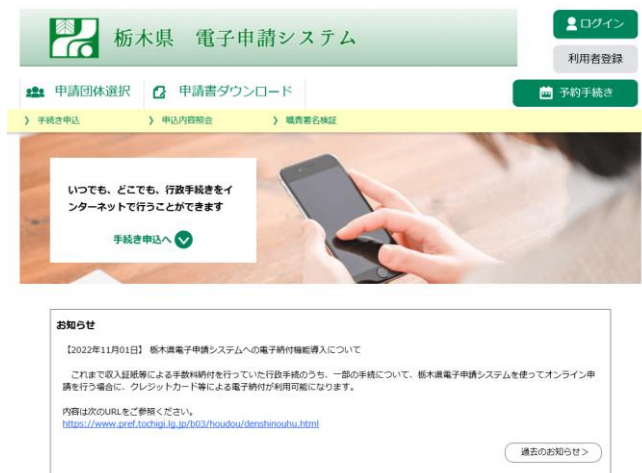 栃木県　電子申請システム
ログイン
利用者登録
申請団体選択
申請書ダウンロード
予約手続き
手続き申込
申込内容照会
職責署名検証
いつでも、どこでも、行政手続きをイ
ンターネットで行うことができます
手続き申込へ
お知らせ
【2022年11月01日】 栃木県電子申請システムへの電子納付機能導入について
これまで収入証紙等による手数料納付を行っていた行政手続のうち、一部の手続について、栃木県電子申請システムを使ってオンライン申
請を行う場合に、クレジットカード等による電子納付が利用可能になります。
内容は次のURLをご参照ください。
https://www.pref.tochigi.lg.jp/b03/houdou/denshinouhu.html
過去のお知らせ＞